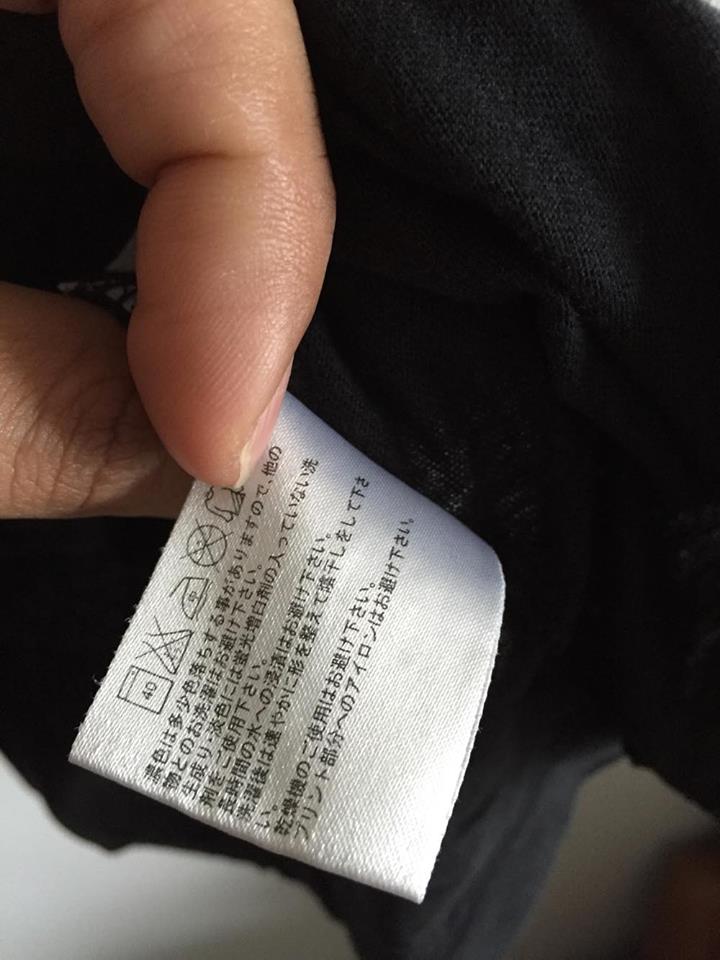 40
濃色は多少色落ちする事がありますので、他の
物とのお洗濯はお避け下さい。
生成り、淡色には蛍光増白剤の入っていない洗
剤をご使用下さい。
長時間の水への浸漬はお避け下さい。
洗濯後は速やかに形を整えて陰干しをして下さ
い。
乾燥機のご使用はお避け下さい。
プリント部分へのアイロンはお避け下さい。